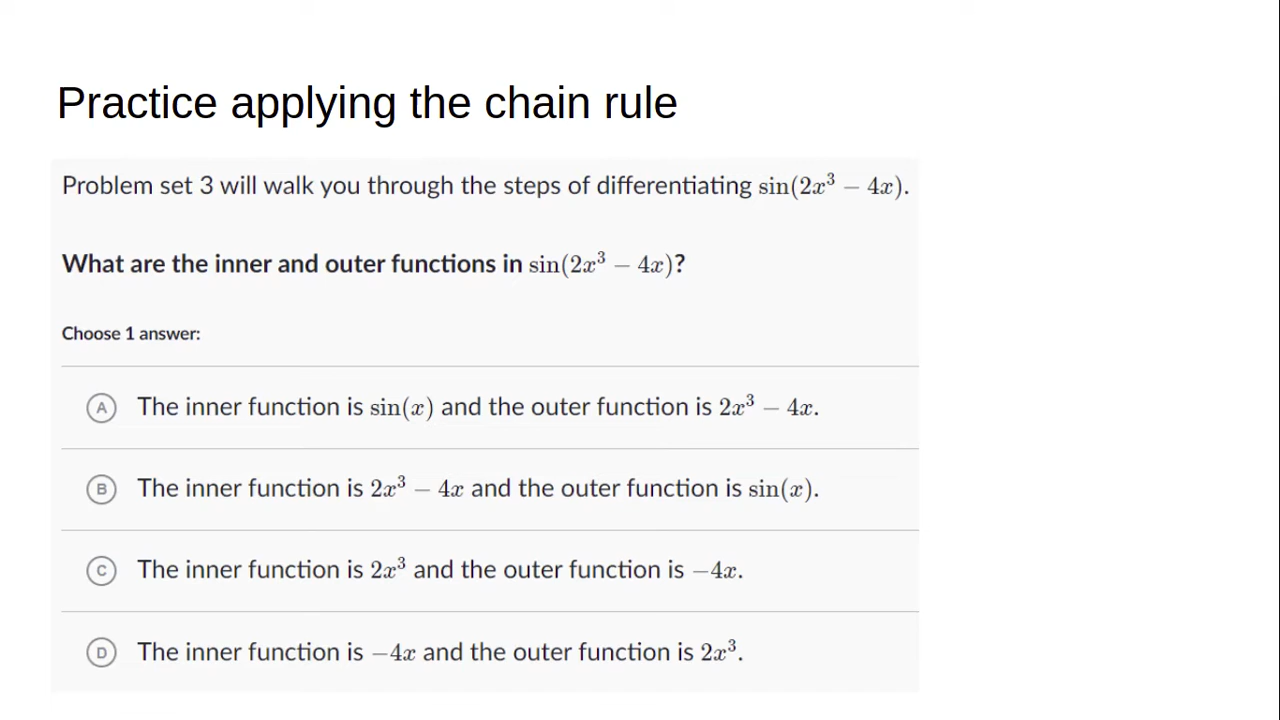 Practice applying the chain rule
Problem set 3 will walk you through the steps of differentiating sin(2x³ – 4x).
What are the inner and outer functions in sin(2x³ – 4x)?
Choose 1 answer:
A The inner function is sin(x) and the outer function is 2x³ – 4x.
B The inner function is 2x³ – 4x and the outer function is sin(x).
C The inner function is 2x³ and the outer function is –4x.
D The inner function is –4x and the outer function is 2x³.